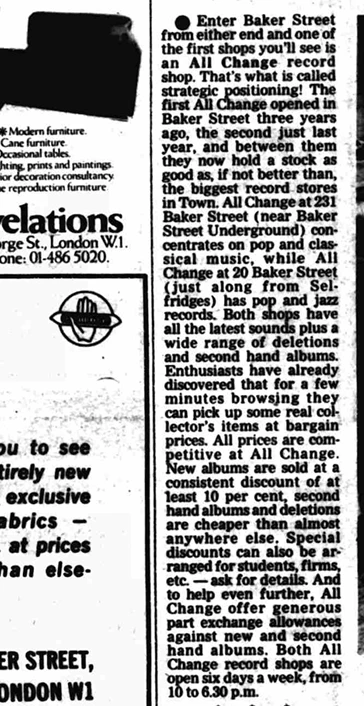 * Modern furniture.
Cane furniture.
Occasional tables.
hting, prints and paintings.
ior decoration consultancy.
e reproduction furniture
elations
orge St., London W.1.
one: 01-486 5020.
ou to see
tirely new
exclusive
abrics —
at prices
han else-
ER STREET,
ONDON W1
● Enter Baker Street
from either end and one of
the first shops you'll see is
an All Change record
shop. That's what is called
strategic positioning! The
first All Change opened in
Baker Street three years
ago, the second just last
year, and between them
they now hold a stock as
good as, if not better than,
the biggest record stores
in Town. All Change at 231
Baker Street (near Baker
Street Underground) con-
centrates on pop and clas-
sical music, while All
Change at 20 Baker Street
(just along from Sel-
fridges) has pop and jazz
records. Both shops have
all the latest sounds plus a
wide range of deletions
and second hand albums.
Enthusiasts have already
discovered that for a few
minutes browsing they
can pick up some real col-
lector's items at bargain
prices. All prices are com-
petitive at All Change.
New albums are sold at a
consistent discount of at
least 10 per cent, second
hand albums and deletions
are cheaper than almost
anywhere else. Special
discounts can also be ar-
ranged for students, firms,
etc. — ask for details. And
to help even further, All
Change offer generous
part exchange allowances
against new and second
hand albums. Both All
Change record shops are
open six days a week, from
10 to 6.30 p.m.